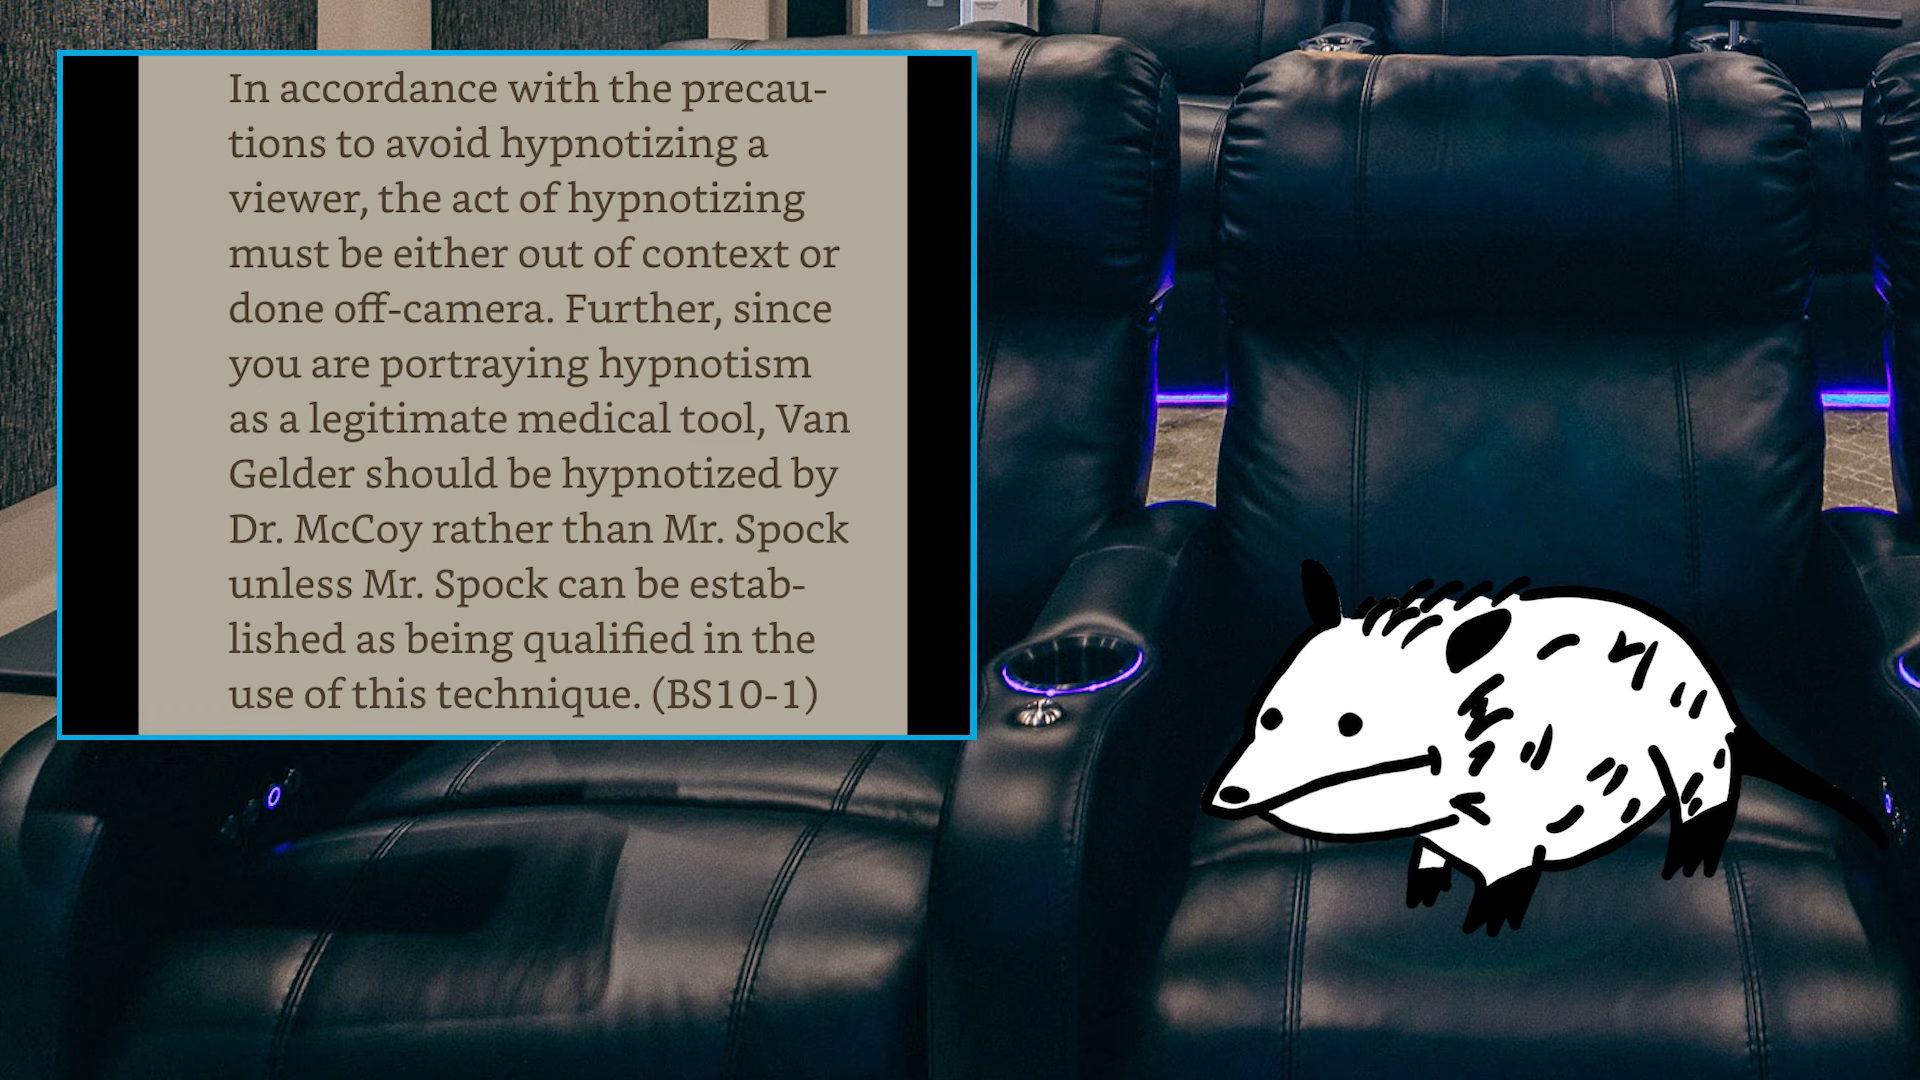 In accordance with the precau-
tions to avoid hypnotizing a
viewer, the act of hypnotizing
must be either out of context or
done off-camera. Further, since
you are portraying hypnotism
as a legitimate medical tool, Van
Gelder should be hypnotized by
Dr. McCoy rather than Mr. Spock
unless Mr. Spock can be estab-
lished as being qualified in the
use of this technique. (BS10-1)